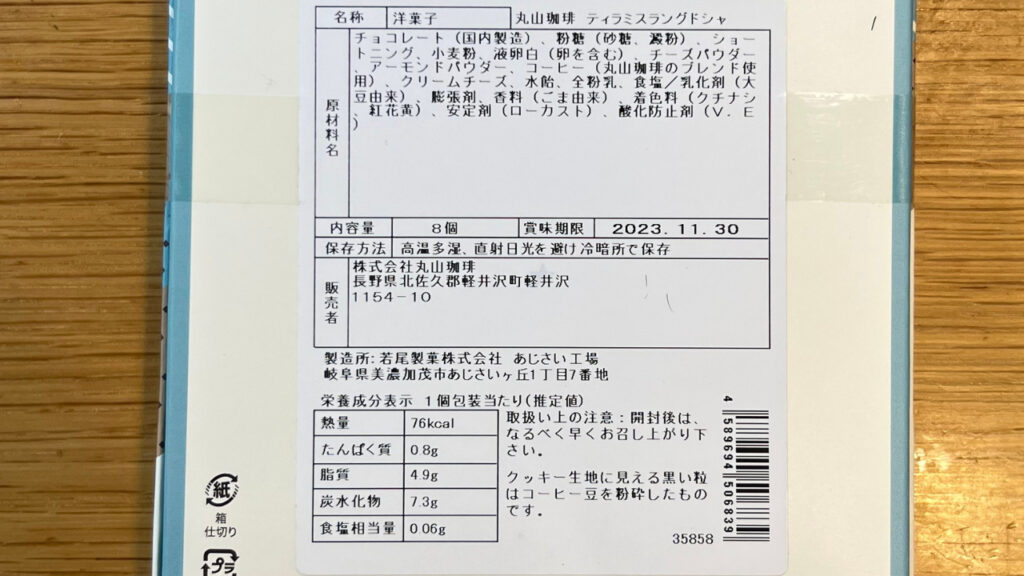 名称 洋菓子 丸山珈琲 ティラミスラングドシャ
原材料名
チョコレート（国内製造）、粉糖（砂糖、澱粉）、ショー
トニング、小麦粉、液卵白（卵を含む）、チーズパウダー
、アーモンドパウダー、コーヒー（丸山珈琲のブレンド使
用）、クリームチーズ、水飴、全粉乳、食塩／乳化剤（大
豆由来）、膨張剤、香料（ごま由来）、着色料（クチナシ
、紅花黄）、安定剤（ローカスト）、酸化防止剤（V．E
）
内容量 8個 賞味期限 2023. 11. 30
保存方法 高温多湿、直射日光を避け冷暗所で保存
販売者
株式会社丸山珈琲
長野県北佐久郡軽井沢町軽井沢
1154－10
製造所：若尾製菓株式会社 あじさい工場
岐阜県美濃加茂市あじさいヶ丘1丁目7番地
栄養成分表示 1個包装当たり(推定値)
熱量 76kcal
たんぱく質 0.8g
脂質 4.9g
炭水化物 7.3g
食塩相当量 0.06g
取扱い上の注意：開封後は、
なるべく早くお召し上がり下
さい。
クッキー生地に見える黒い粒
はコーヒー豆を粉砕したもの
です。
35858
4 589694 506839
紙
箱
仕切り
プラ